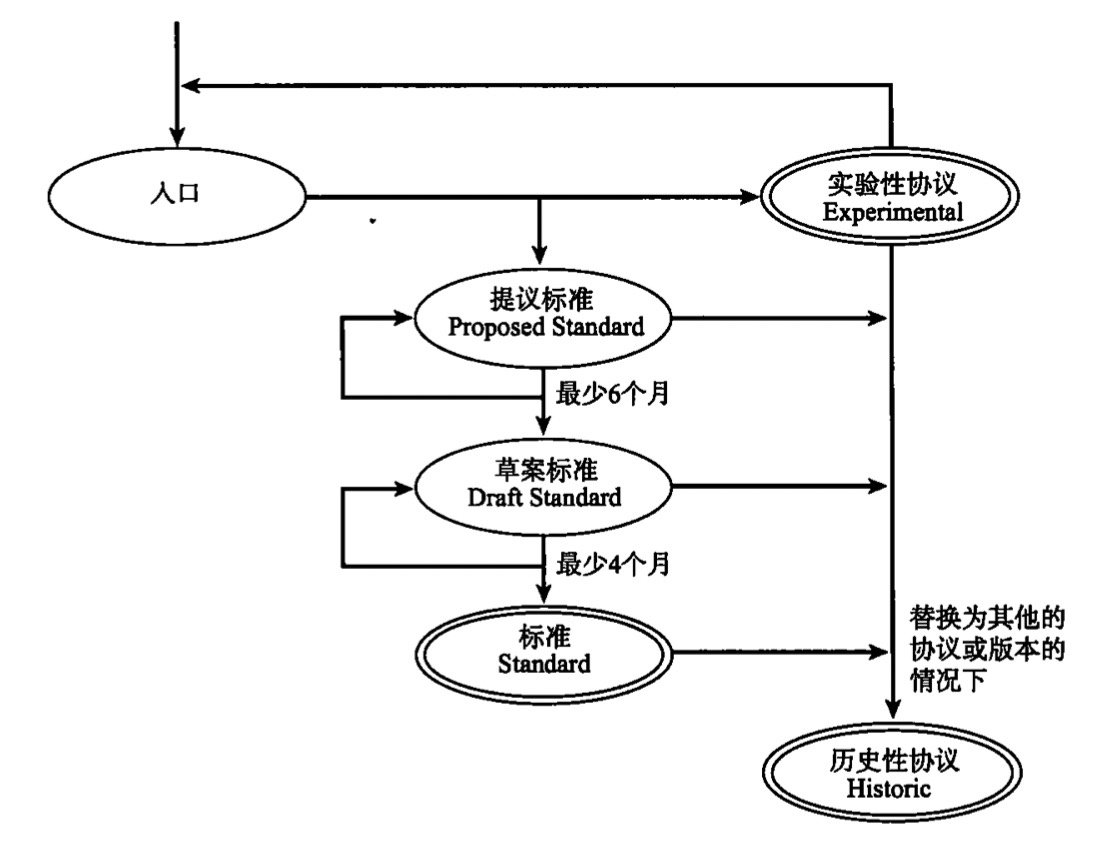 入口
实验性协议
Experimental
提议标准
Proposed Standard
最少6个月
草案标准
Draft Standard
最少4个月
标准
Standard
替换为其他的
协议或版本的
情况下
历史性协议
Historic